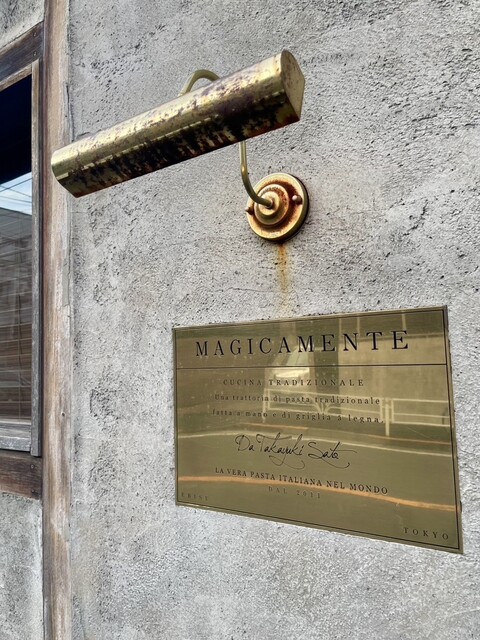 MAGICAMENTE
CUCINA TRADIZIONALE
Una trattoria di pasta tradizionale
fatta a mano e di griglia a legna
Da Takayuki Sato
LA VERA PASTA ITALIANA NEL MONDO
DAL 2021
TOKYO